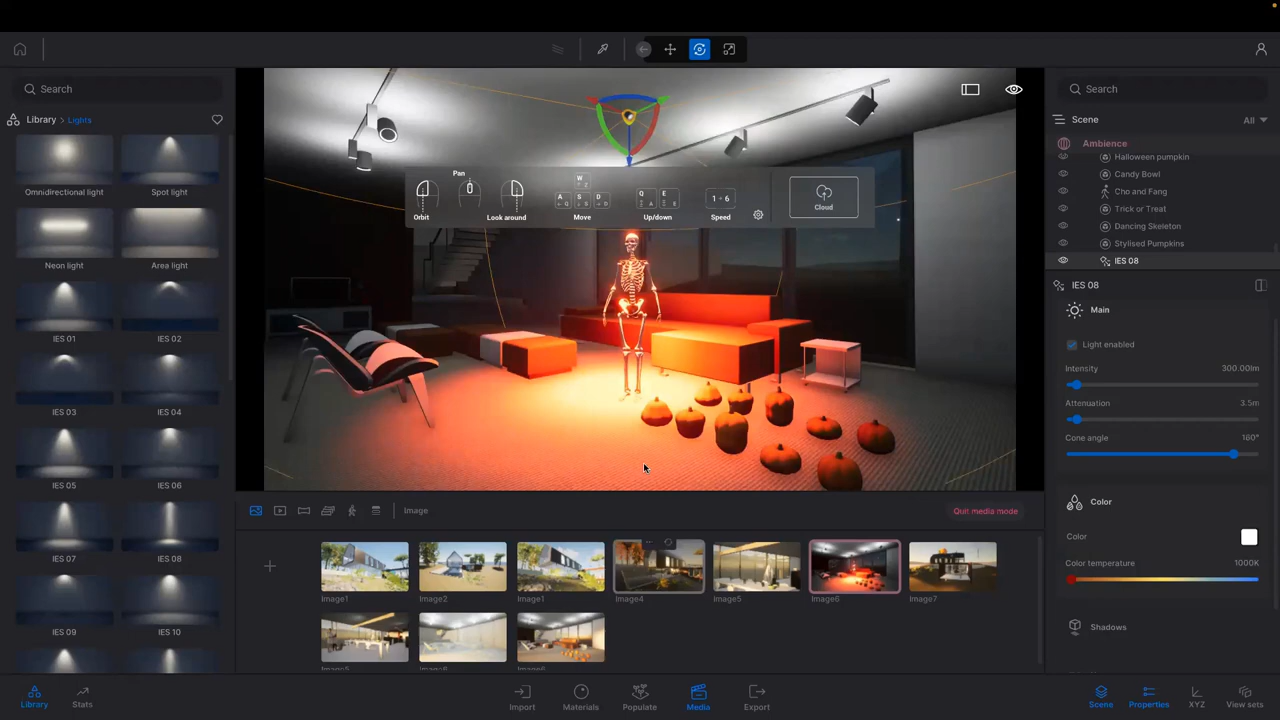 Search
Search
Library > Lights
Scene
All
Ambience
Halloween pumpkin
Candy Bowl
Cho and Fang
Trick or Treat
Dancing Skeleton
Stylised Pumpkins
IES 08
Omnidirectional light
Spot light
Neon light
Area light
IES 01
IES 02
IES 03
IES 04
IES 05
IES 06
IES 07
IES 08
IES 09
IES 10
Pan
W
Z
A
Q
S
S
D
D
Q
A
E
E
1 - 6
Orbit
Look around
Move
Up/down
Speed
Cloud
IES 08
Main
Light enabled
Intensity
300.00lm
Attenuation
3.5m
Cone angle
160°
Color
Color
Color temperature
1000K
Shadows
Image
Quit media mode
Image1
Image2
Image1
Image4
Image5
Image6
Image7
Library
Stats
Import
Materials
Populate
Media
Export
Scene
Properties
XYZ
View sets